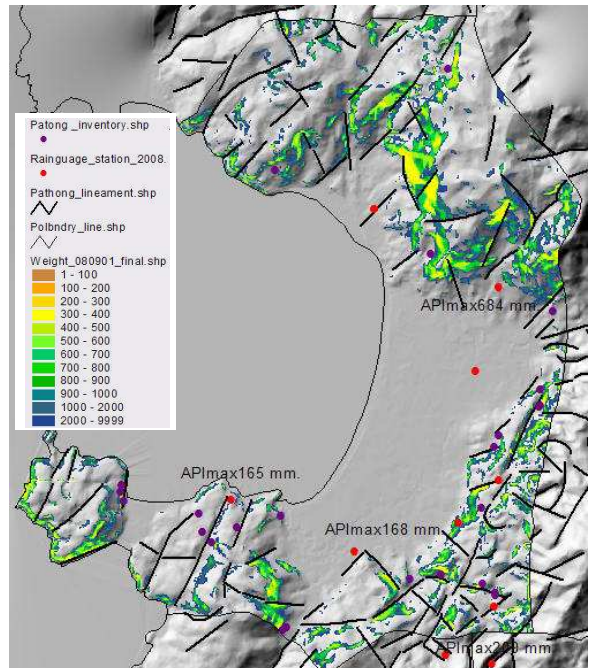 Patong _inventory.shp
Rainguage_station_2008.
Pathong_lineament.shp
Polbndry_line.shp
Weight_080901_final.shp
1 - 100
100 - 200
200 - 300
300 - 400
400 - 500
500 - 600
600 - 700
700 - 800
800 - 900
900 - 1000
1000 - 2000
2000 - 9999
APImax684 mm.
APImax165 mm.
APImax168 mm.
mm.